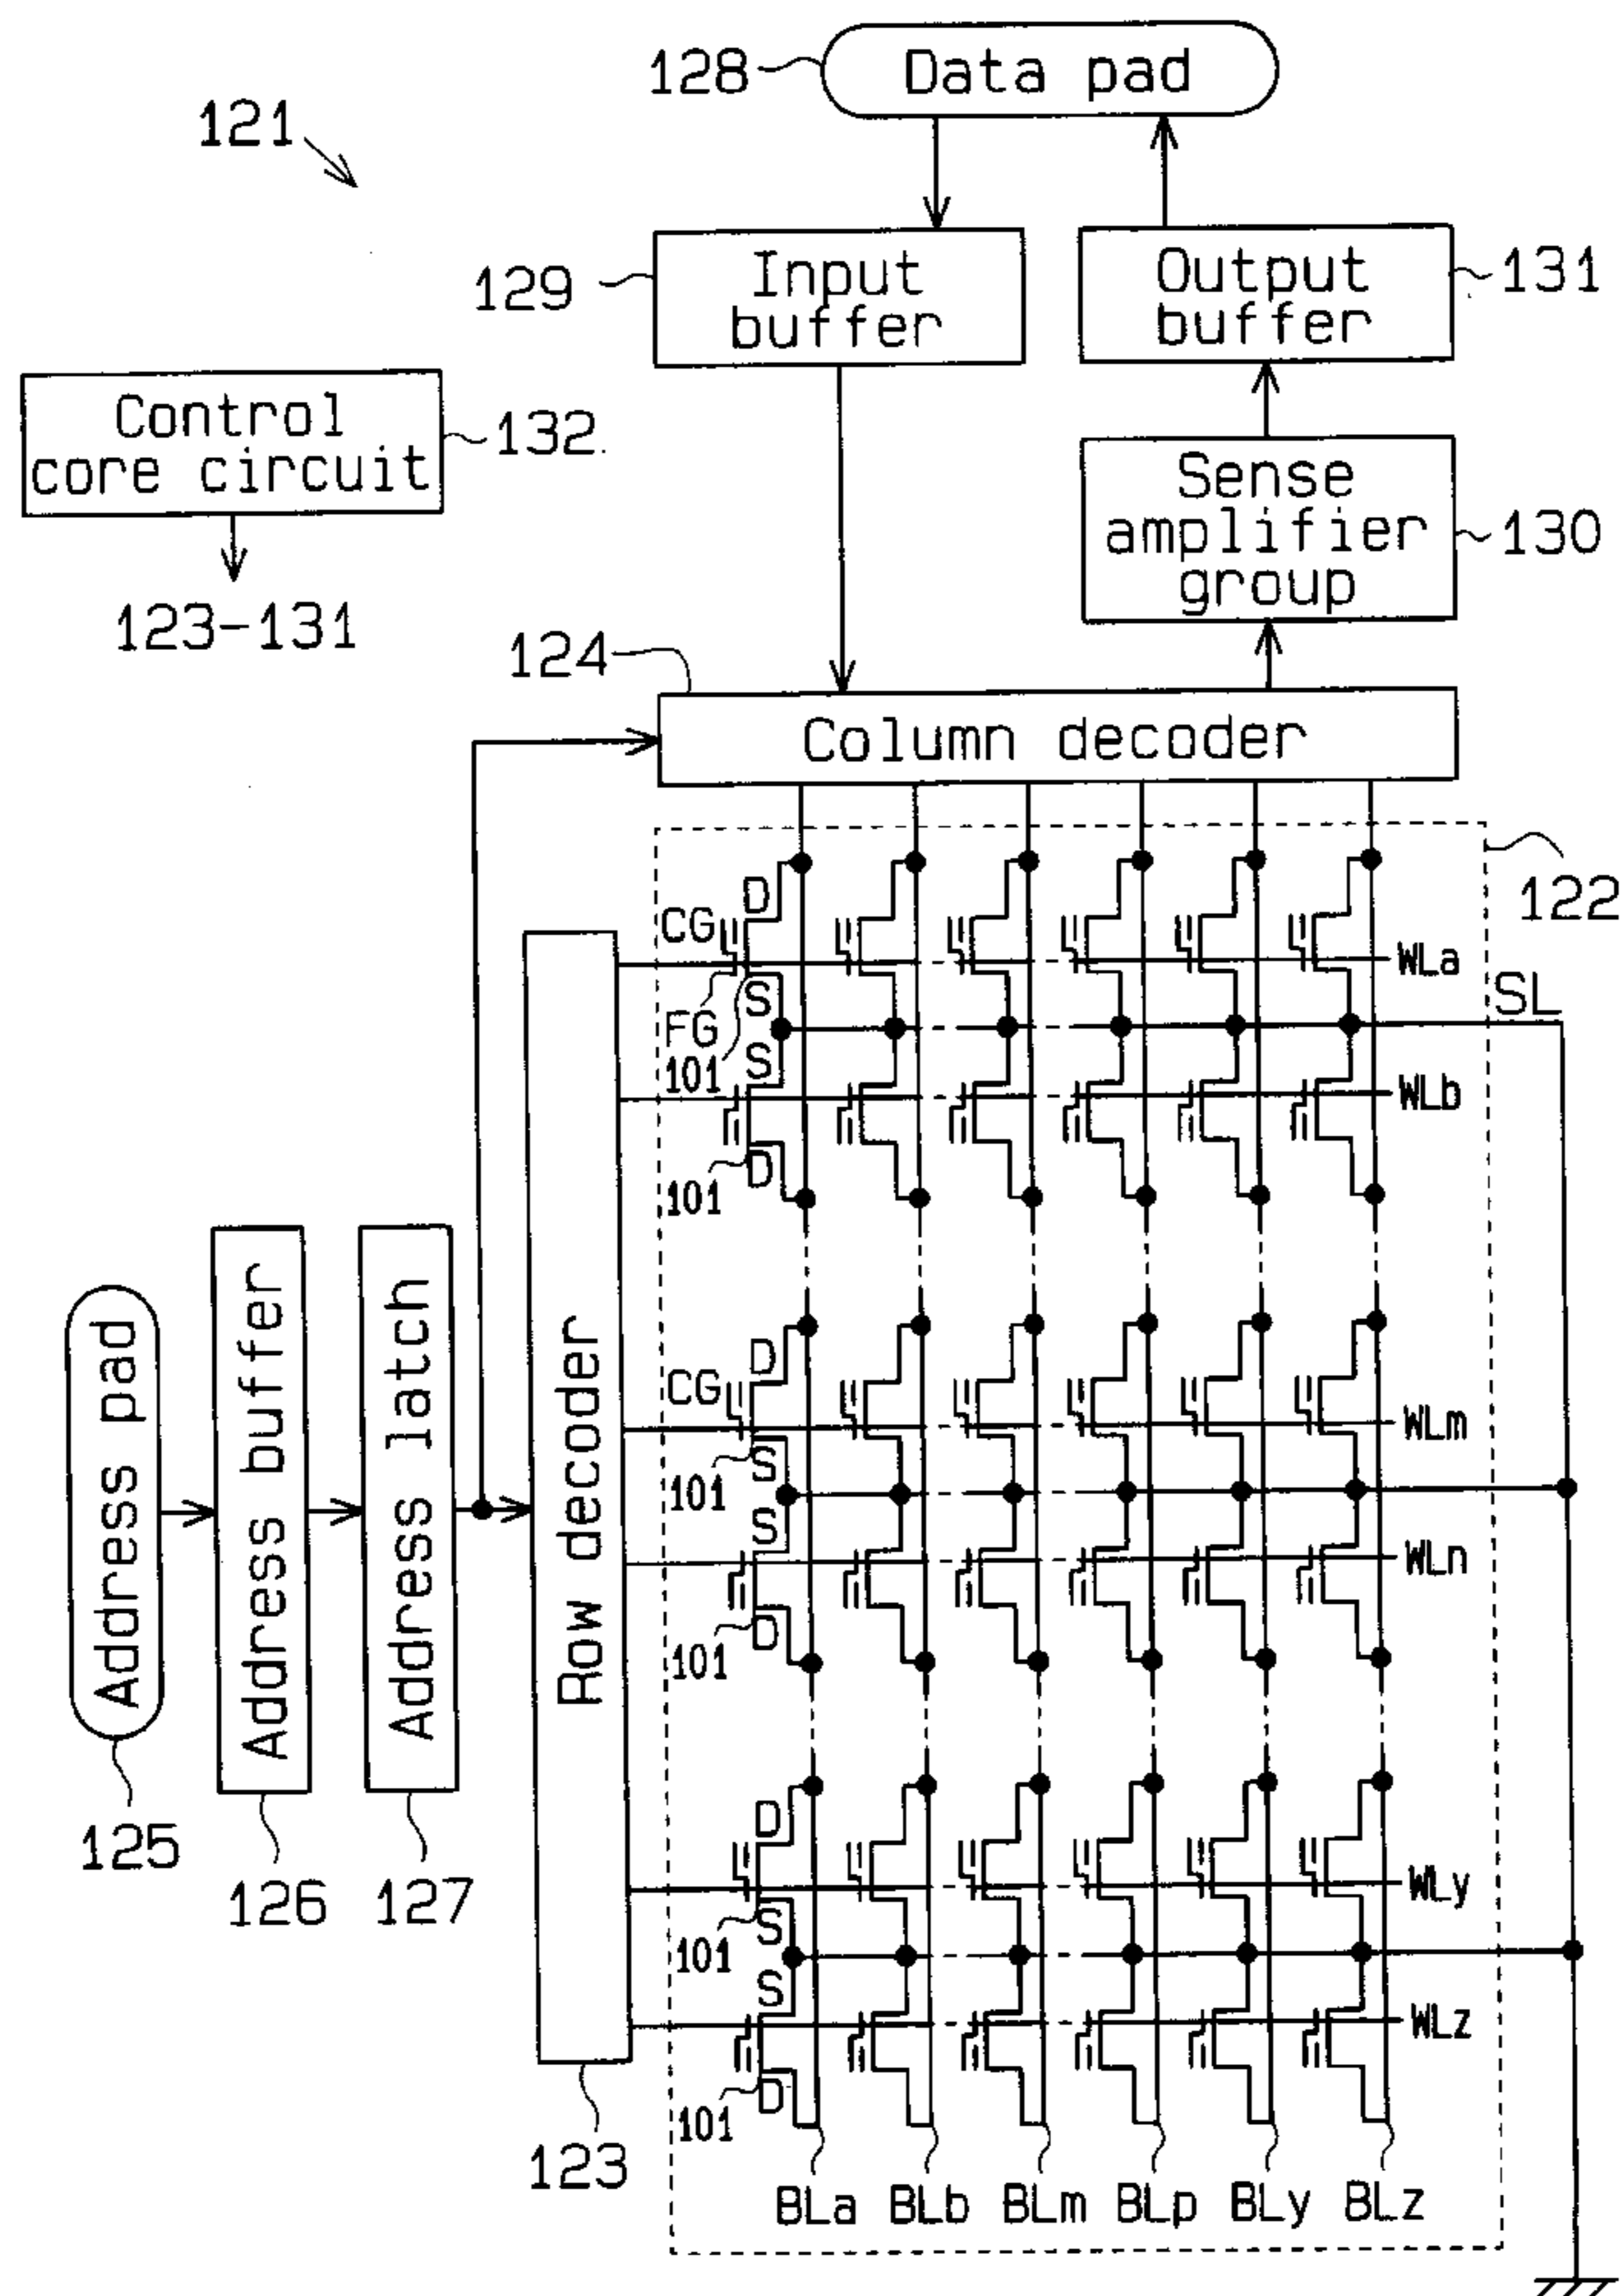 128
Data pad
121
129
Input
buffer
Output
buffer
131
Control
core circuit
132
123-131
Sense
amplifier
group
130
124
Column decoder
122
D
CG
WLa
S
SL
FG
101
S
WLb
D
101
D
CG
WLm
S
101
S
WLn
D
101
D
WLy
S
101
S
WLz
D
101
Address pad
Address buffer
Address latch
Row decoder
125
126
127
123
BLa BLb BLm BLp BLy BLz